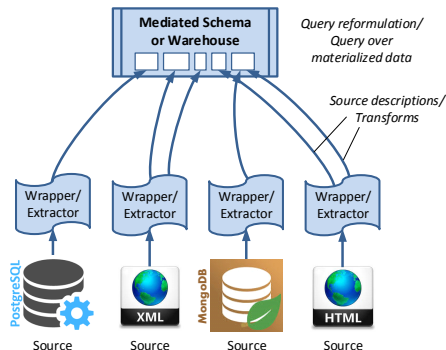 Mediated Schema
or Warehouse
Query reformulation/
Query over
materialized data
Source descriptions/
Transforms
Wrapper/
Extractor
Wrapper/
Extractor
Wrapper/
Extractor
Wrapper/
Extractor
PostgreSQL
XML
MongoDB
HTML
Source
Source
Source
Source